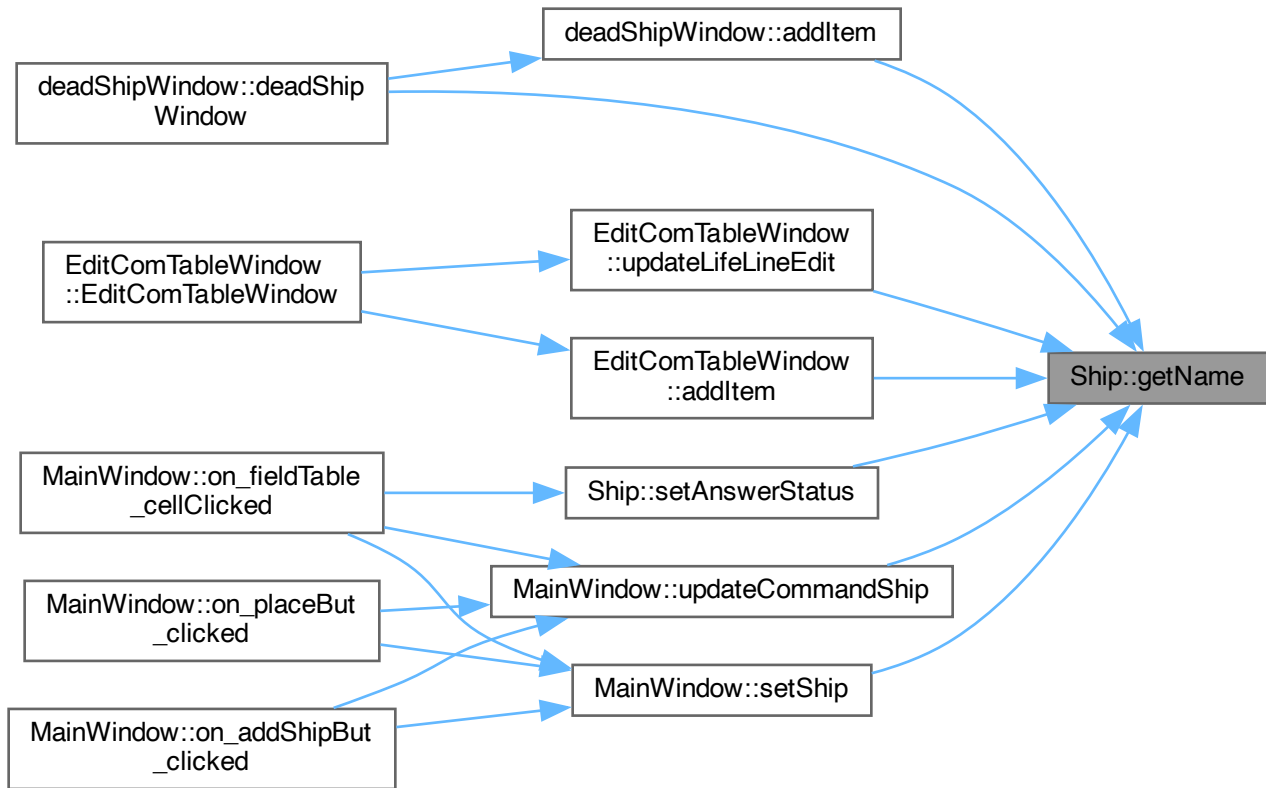 deadShipWindow::addItem
deadShipWindow::deadShip
Window
EditComTableWindow
::updateLifeLineEdit
EditComTableWindow
::EditComTableWindow
EditComTableWindow
::addItem
Ship::getName
MainWindow::on_fieldTable
_cellClicked
Ship::setAnswerStatus
MainWindow::updateCommandShip
MainWindow::on_placeBut
_clicked
MainWindow::setShip
MainWindow::on_addShipBut
_clicked